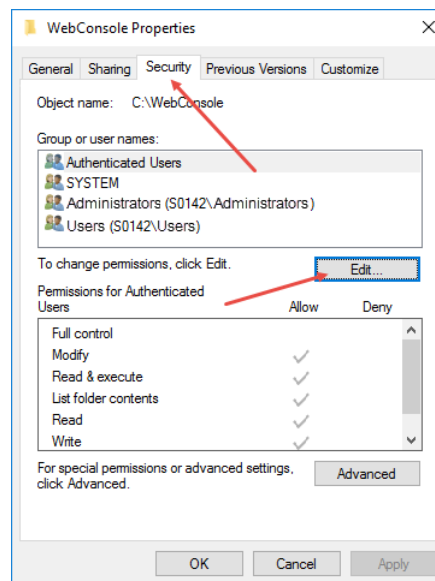 WebConsole Properties
General Sharing Security Previous Versions Customize
Object name: C:\WebConsole
Group or user names:
Authenticated Users
SYSTEM
Administrators (S0142\Administrators)
Users (S0142\Users)
To change permissions, click Edit.
Edit...
Permissions for Authenticated
Users Allow Deny
Full control
Modify
Read & execute
List folder contents
Read
Write
For special permissions or advanced settings,
click Advanced.
Advanced
OK Cancel Apply